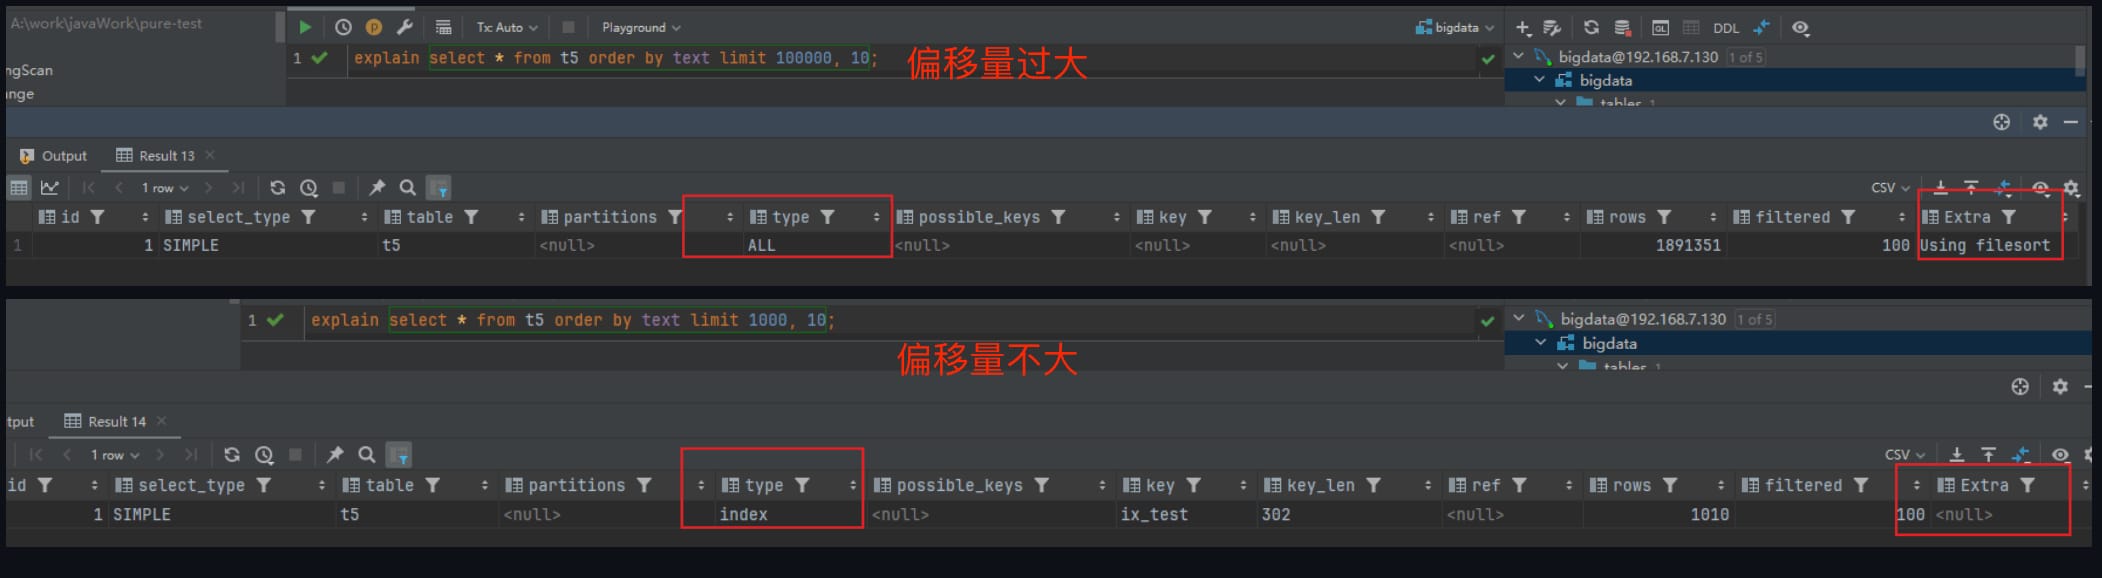 A:\work\javaWork\pure-test
Tx: Auto
Playground
bigdata
DDL
1 explain select * from t5 order by text limit 100000, 10;
偏移量过大
bigdata@192.168.7.130 1 of 5
ngScan
bigdata
ange
tables 1
Output
Result 13
1 row
CSV
id select_type table partitions type possible_keys key key_len ref rows filtered Extra
1 1 SIMPLE t5 <null> ALL <null> <null> <null> <null> 1891351 100 Using filesort
1 explain select * from t5 order by text limit 1000, 10;
bigdata@192.168.7.130 1 of 5
偏移量不大
bigdata
tables 1
tput
Result 14
1 row
CSV
id select_type table partitions type possible_keys key key_len ref rows filtered Extra
1 SIMPLE t5 <null> index <null> ix_test 302 <null> 1010 100 <null>